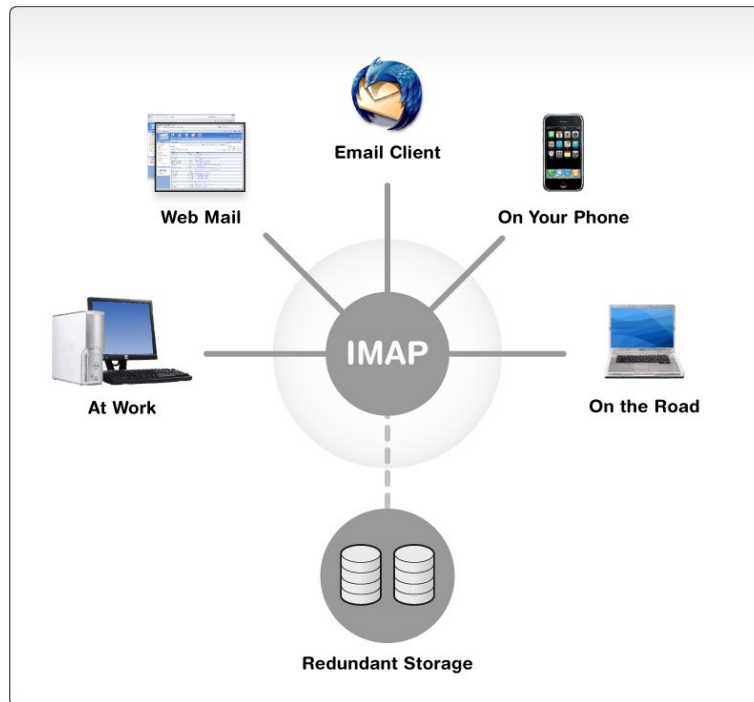 Email Client
Web Mail
On Your Phone
IMAP
At Work
On the Road
Redundant Storage